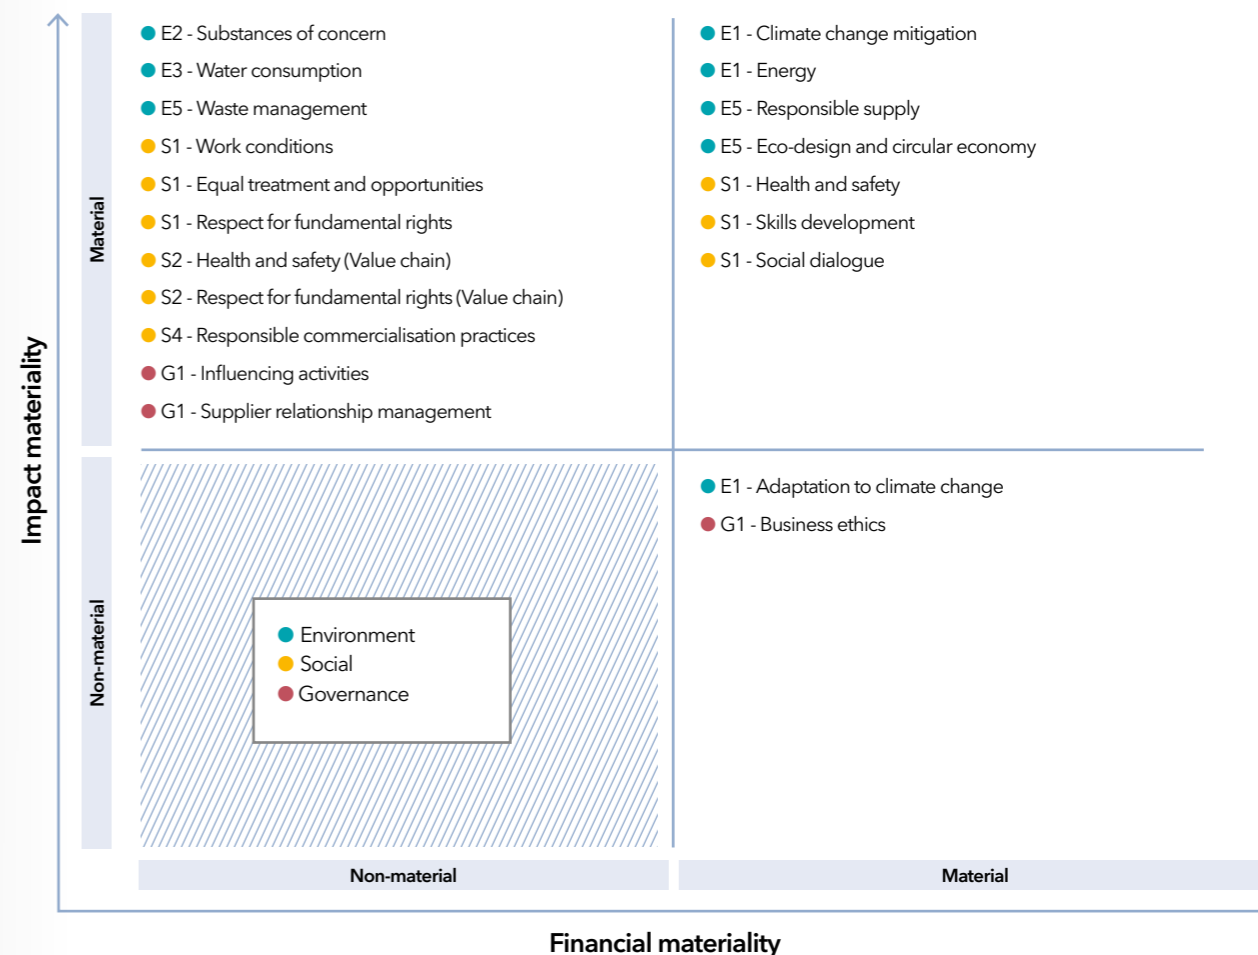 Impact materiality
Material
E2 - Substances of concern
E3 - Water consumption
E5 - Waste management
S1 - Work conditions
S1 - Equal treatment and opportunities
S1 - Respect for fundamental rights
S2 - Health and safety (Value chain)
S2 - Respect for fundamental rights (Value chain)
S4 - Responsible commercialisation practices
G1 - Influencing activities
G1 - Supplier relationship management
E1 - Climate change mitigation
E1 - Energy
E5 - Responsible supply
E5 - Eco-design and circular economy
S1 - Health and safety
S1 - Skills development
S1 - Social dialogue
Non-material
Environment
Social
Governance
E1 - Adaptation to climate change
G1 - Business ethics
Non-material
Material
Financial materiality